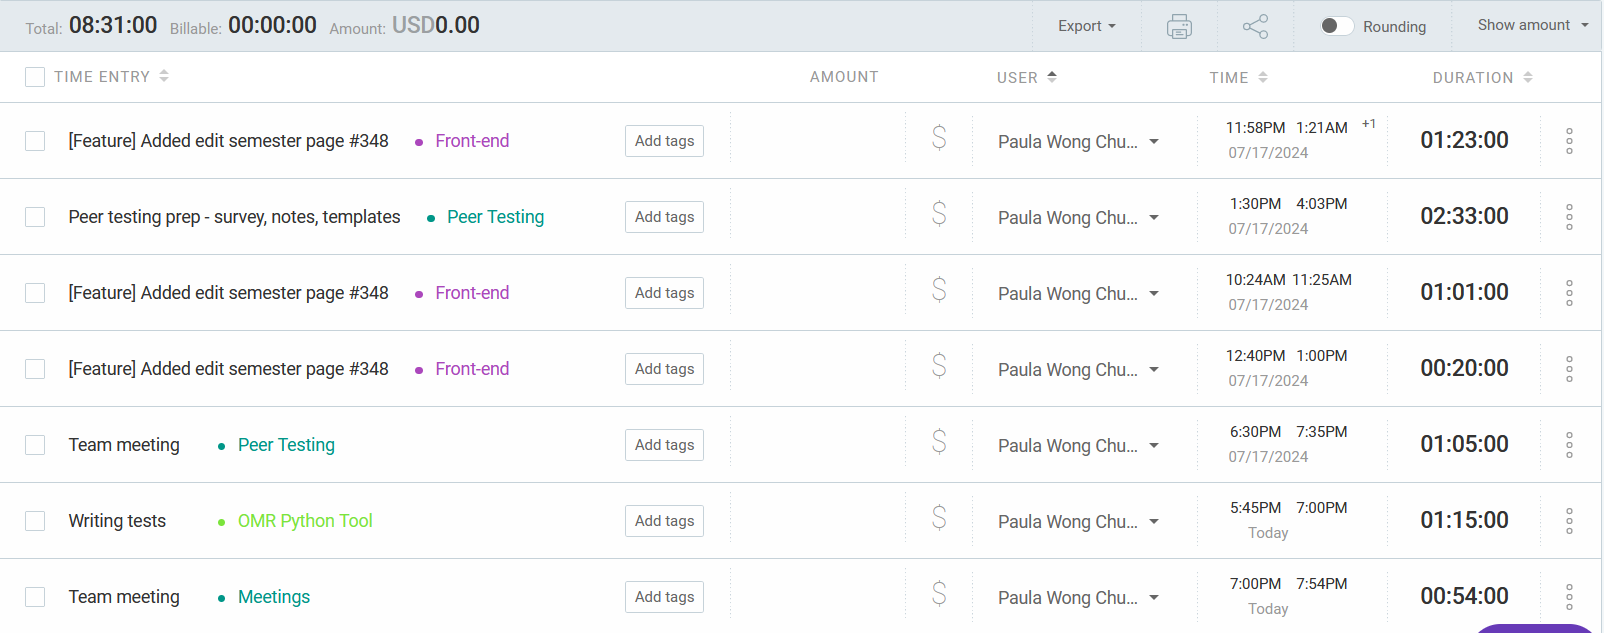 Total: 08:31:00 Billable: 00:00:00 Amount: USD0.00 Export Rounding Show amount
TIME ENTRY AMOUNT USER TIME DURATION
[Feature] Added edit semester page #348 Front-end Add tags $ Paula Wong Chu... 11:58PM 1:21AM +1 01:23:00
07/17/2024
Peer testing prep - survey, notes, templates Peer Testing Add tags $ Paula Wong Chu... 1:30PM 4:03PM 02:33:00
07/17/2024
[Feature] Added edit semester page #348 Front-end Add tags $ Paula Wong Chu... 10:24AM 11:25AM 01:01:00
07/17/2024
[Feature] Added edit semester page #348 Front-end Add tags $ Paula Wong Chu... 12:40PM 1:00PM 00:20:00
07/17/2024
Team meeting Peer Testing Add tags $ Paula Wong Chu... 6:30PM 7:35PM 01:05:00
07/17/2024
Writing tests OMR Python Tool Add tags $ Paula Wong Chu... 5:45PM 7:00PM 01:15:00
Today
Team meeting Meetings Add tags $ Paula Wong Chu... 7:00PM 7:54PM 00:54:00
Today